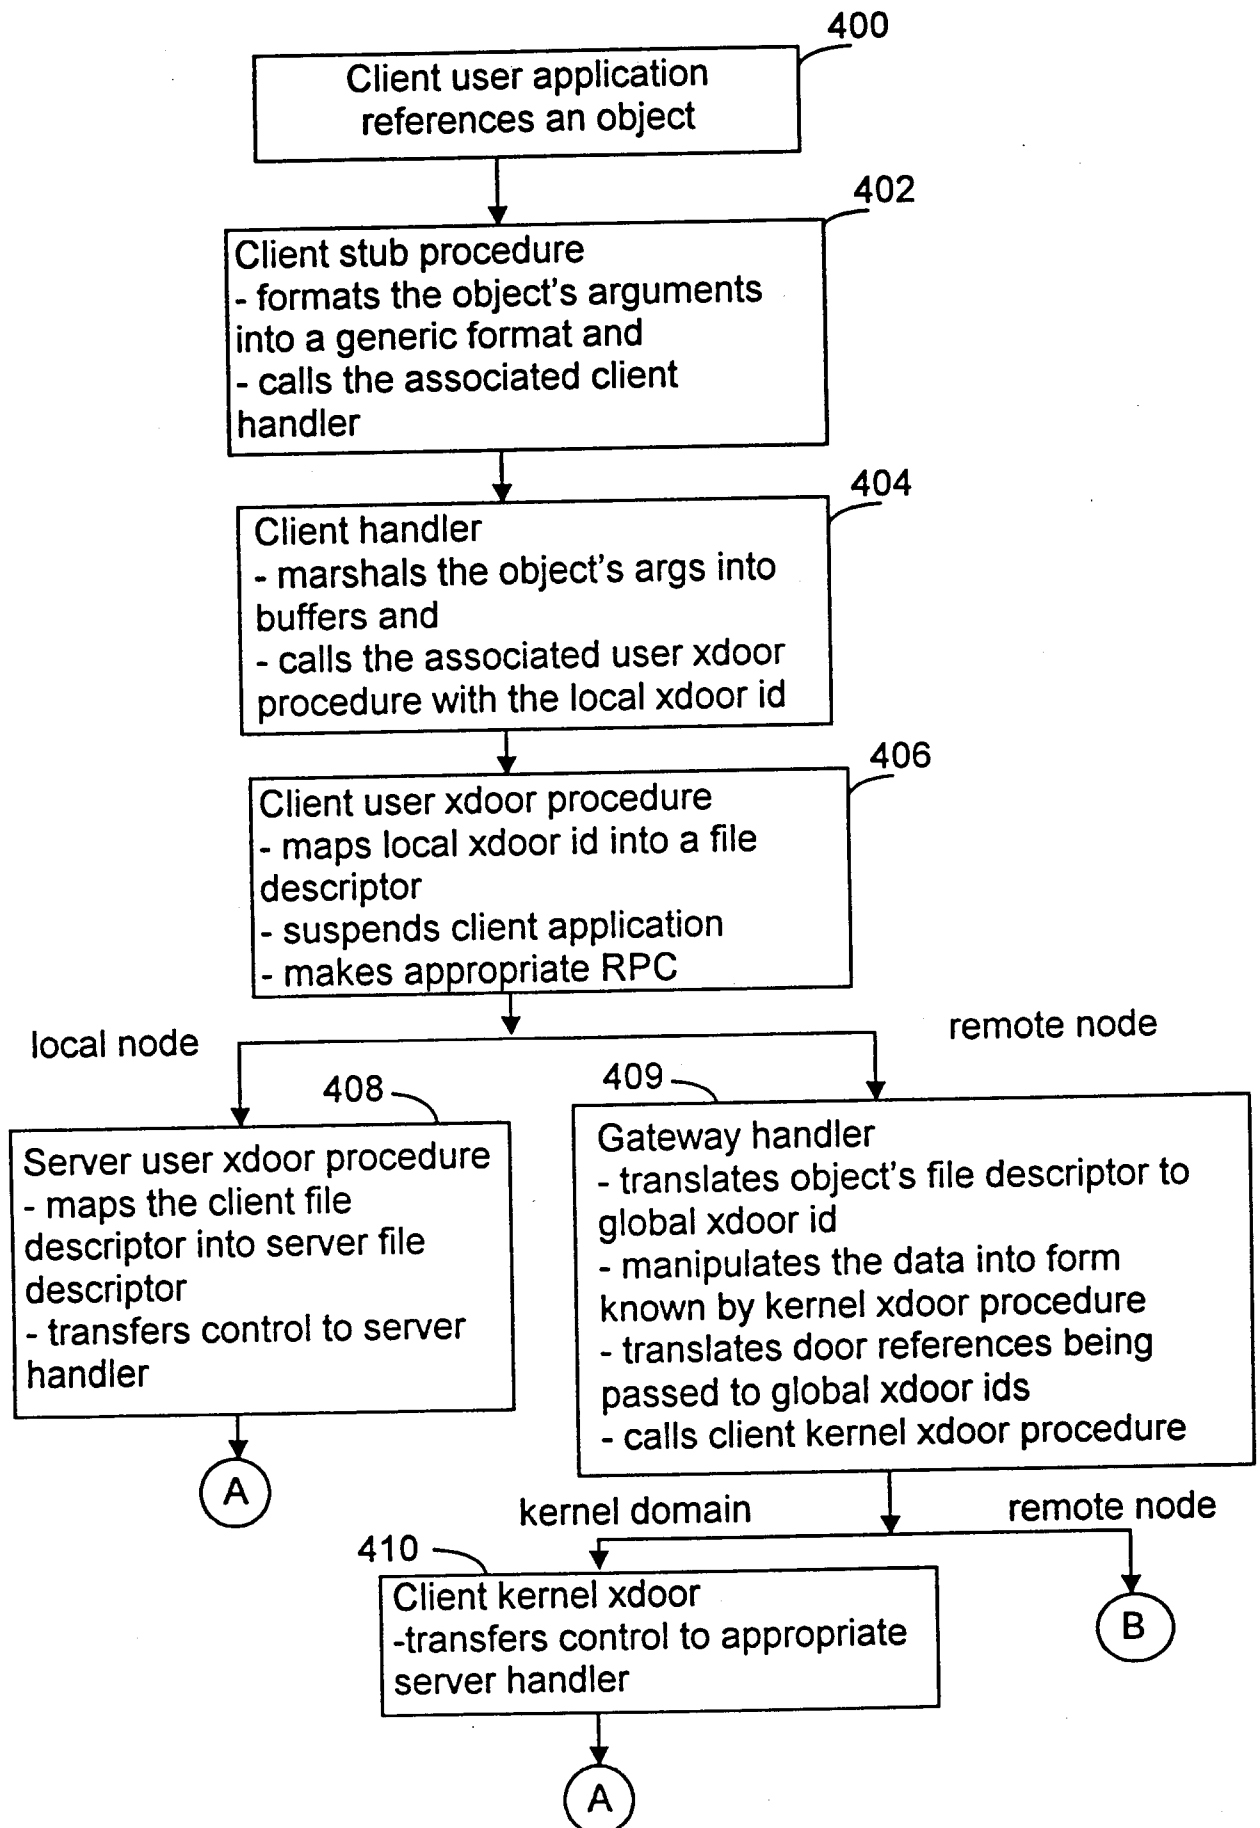 400
Client user application
references an object
402
Client stub procedure
- formats the object's arguments
into a generic format and
- calls the associated client
handler
404
Client handler
- marshals the object's args into
buffers and
- calls the associated user xdoor
procedure with the local xdoor id
406
Client user xdoor procedure
- maps local xdoor id into a file
descriptor
- suspends client application
- makes appropriate RPC
local node
remote node
408
Server user xdoor procedure
- maps the client file
descriptor into server file
descriptor
- transfers control to server
handler
A
409
Gateway handler
- translates object's file descriptor to
global xdoor id
- manipulates the data into form
known by kernel xdoor procedure
- translates door references being
passed to global xdoor ids
- calls client kernel xdoor procedure
kernel domain
remote node
410
Client kernel xdoor
-transfers control to appropriate
server handler
B
A